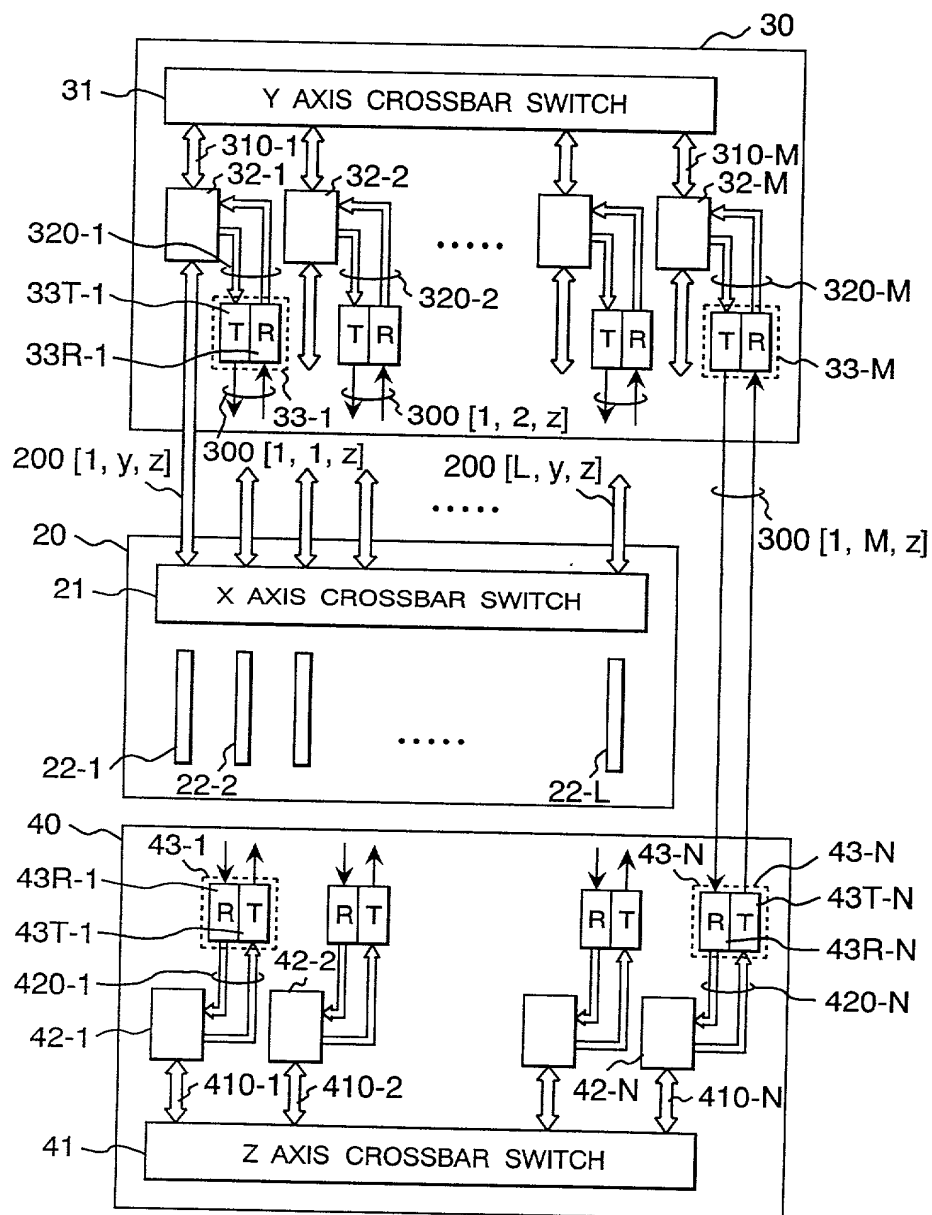 30
31
Y AXIS CROSSBAR SWITCH
310-1
310-M
32-1
32-2
32-M
320-1
.....
33T-1
320-2
320-M
T R
T R
T R
T R
33R-1
33-M
33-1
300 [1, 2, z]
300 [1, 1, z]
200 [1, y, z]
200 [L, y, z]
.....
300 [1, M, z]
20
21
X AXIS CROSSBAR SWITCH
.....
22-1
22-2
22-L
40
43-1
43-N
43-N
43R-1
R T
R T
R T
R T
43T-N
43T-1
43R-N
420-1
42-2
420-N
42-1
42-N
410-1
410-2
410-N
41
Z AXIS CROSSBAR SWITCH